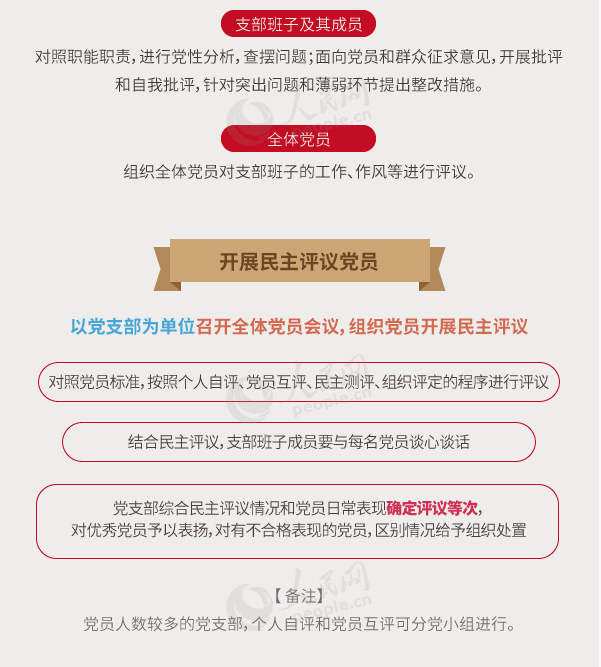 支部班子及其成员
对照职能职责,进行党性分析,查摆问题;面向党员和群众征求意见,开展批评
和自我批评,针对突出问题和薄弱环节提出整改措施。
人民网
people.cn
全体党员
组织全体党员对支部班子的工作、作风等进行评议。
开展民主评议党员
以党支部为单位召开全体党员会议,组织党员开展民主评议
人民网
对照党员标准,按照个人自评、党员互评、民主测评、组织评定的程序进行评议
people.cn
结合民主评议,支部班子成员要与每名党员谈心谈话
党支部综合民主评议情况和党员日常表现确定评议等次,
对优秀党员予以表扬,对有不合格表现的党员,区别情况给予组织处置
人民网
【备注】
people.cn
党员人数较多的党支部,个人自评和党员互评可分党小组进行。